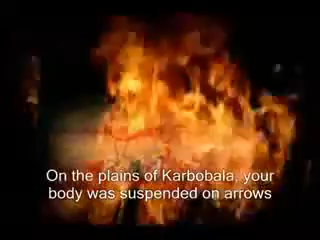 On the plains of Karbobala, your
body was suspended on arrows